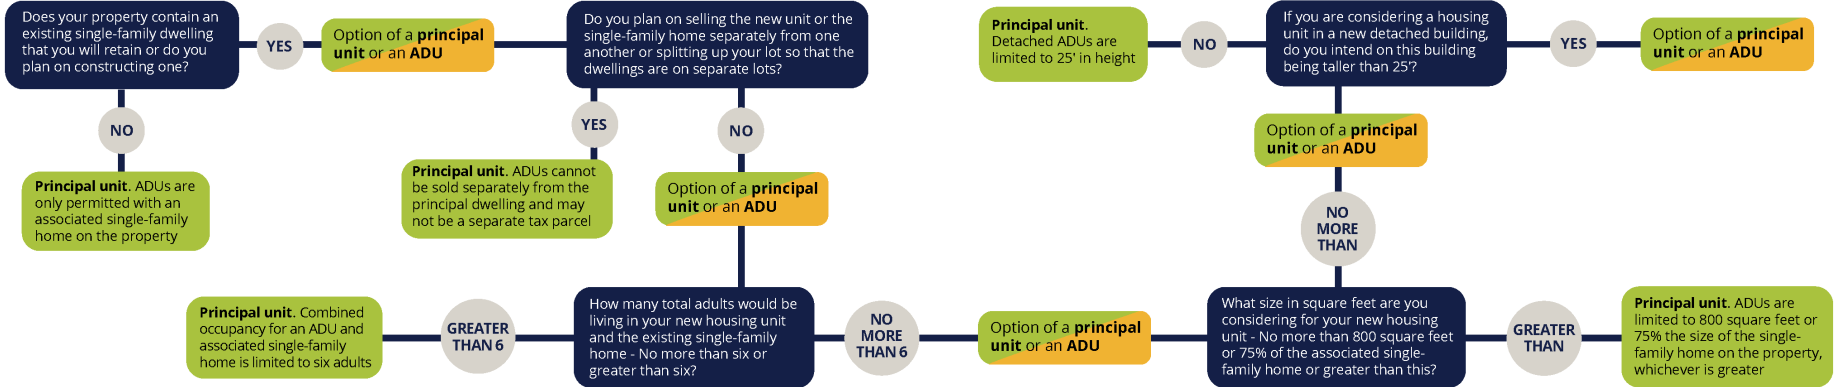 Does your property contain an
existing single-family dwelling
that you will retain or do you
plan on constructing one?
YES
Option of a principal
unit or an ADU
NO
Principal unit. ADUs are
only permitted with an
associated single-family
home on the property
Do you plan on selling the new unit or the
single-family home separately from one
another or splitting up your lot so that the
dwellings are on separate lots?
YES
Principal unit. ADUs cannot
be sold separately from the
principal dwelling and may
not be a separate tax parcel
NO
Option of a principal
unit or an ADU
How many total adults would be
living in your new housing unit
and the existing single-family
home - No more than six or
greater than six?
GREATER
THAN 6
Principal unit. Combined
occupancy for an ADU and
associated single-family
home is limited to six adults
NO
MORE
THAN 6
Option of a principal
unit or an ADU
What size in square feet are you
considering for your new housing
unit - No more than 800 square feet
or 75% of the associated single-
family home or greater than this?
GREATER
THAN
Principal unit. ADUs are
limited to 800 square feet or
75% the size of the single-
family home on the property,
whichever is greater
NO
MORE
THAN
Option of a principal
unit or an ADU
If you are considering a housing
unit in a new detached building,
do you intend on this building
being taller than 25'?
NO
Principal unit.
Detached ADUs are
limited to 25' in height
YES
Option of a principal
unit or an ADU